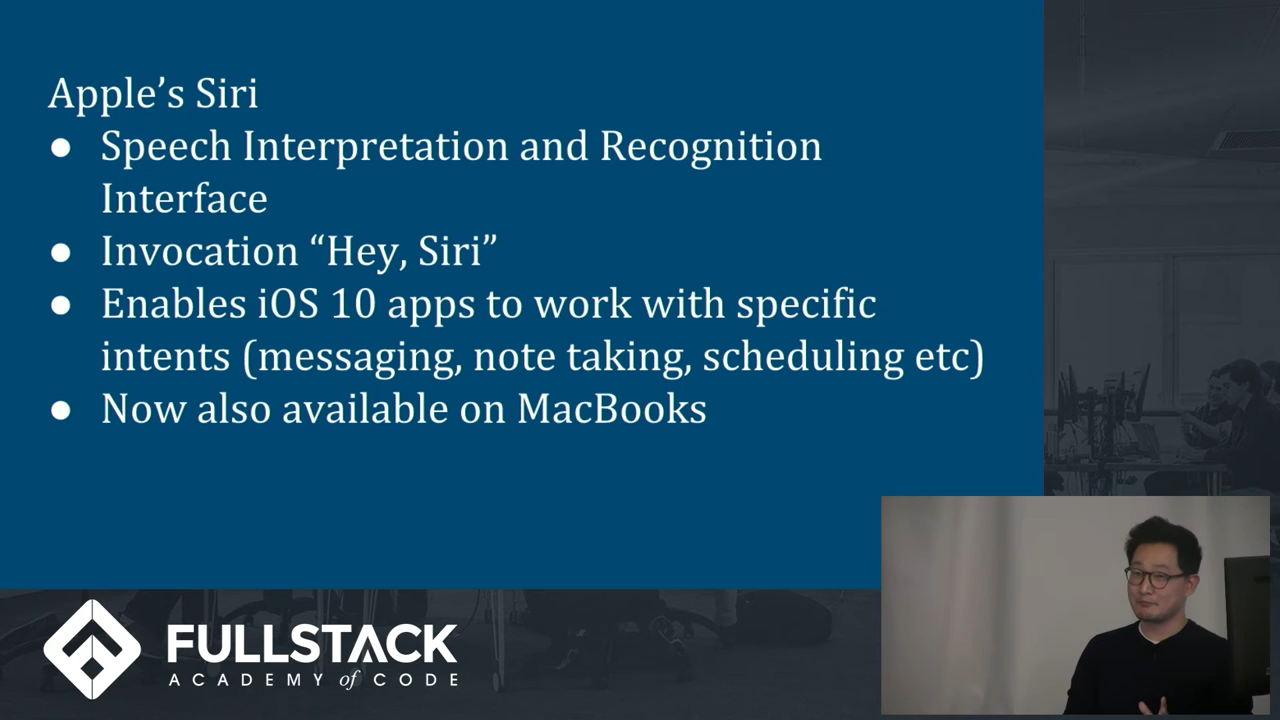 Apple’s Siri
● Speech Interpretation and Recognition
Interface
● Invocation “Hey, Siri”
● Enables iOS 10 apps to work with specific
intents (messaging, note taking, scheduling etc)
● Now also available on MacBooks
FULLSTACK
ACADEMY of CODE